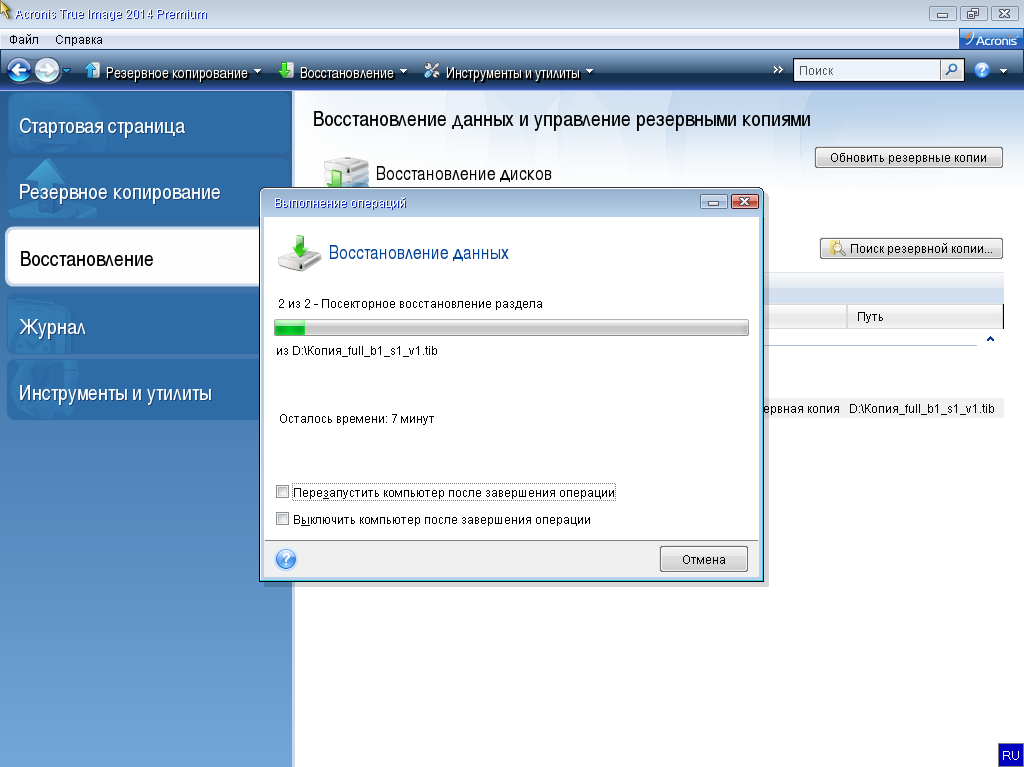 Acronis True Image 2014 Premium
Файл Справка
Acronis
Резервное копирование Восстановление Инструменты и утилиты » Поиск ?
Стартовая страница
Резервное копирование
Восстановление
Журнал
Инструменты и утилиты
Восстановление данных и управление резервными копиями
Обновить резервные копии
Восстановление дисков
Поиск резервной копии...
Путь
ервная копия D:\Копия_full_b1_s1_v1.tib
Выполнение операций
Восстановление данных
2 из 2 - Посекторное восстановление раздела
из D:\Копия_full_b1_s1_v1.tib
Осталось времени: 7 минут
Перезапустить компьютер после завершения операции
Выключить компьютер после завершения операции
? Отмена
RU